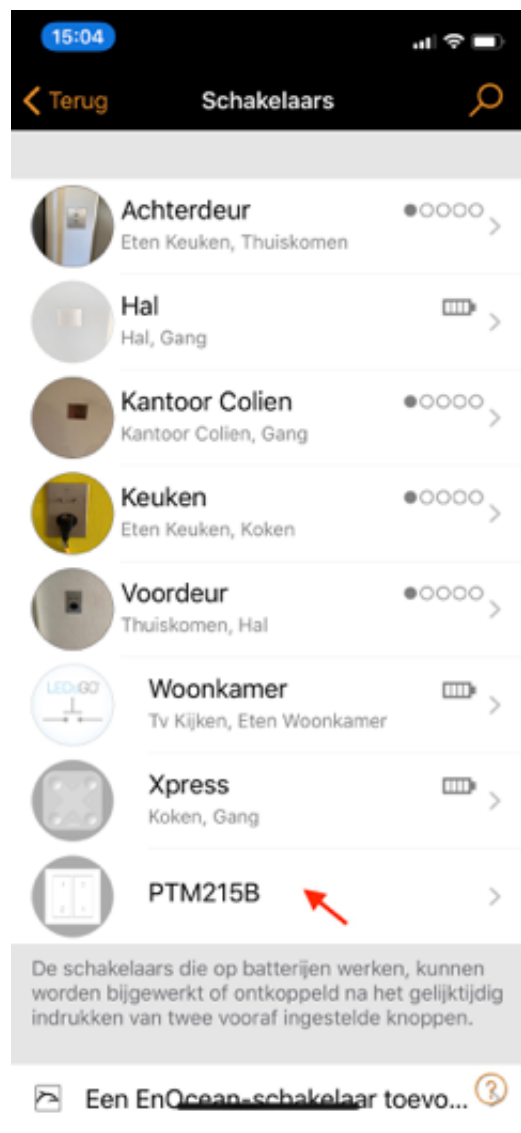 15:04
Terug
Schakelaars
Achterdeur
Eten Keuken, Thuiskomen
Hal
Hal, Gang
Kantoor Colien
Kantoor Colien, Gang
Keuken
Eten Keuken, Koken
Voordeur
Thuiskomen, Hal
LEDsGO
Woonkamer
Tv Kijken, Eten Woonkamer
Xpress
Koken, Gang
PTM215B
De schakelaars die op batterijen werken, kunnen
worden bijgewerkt of ontkoppeld na het gelijktijdig
indrukken van twee vooraf ingestelde knoppen.
Een EnOcean-schakelaar toevo...
?